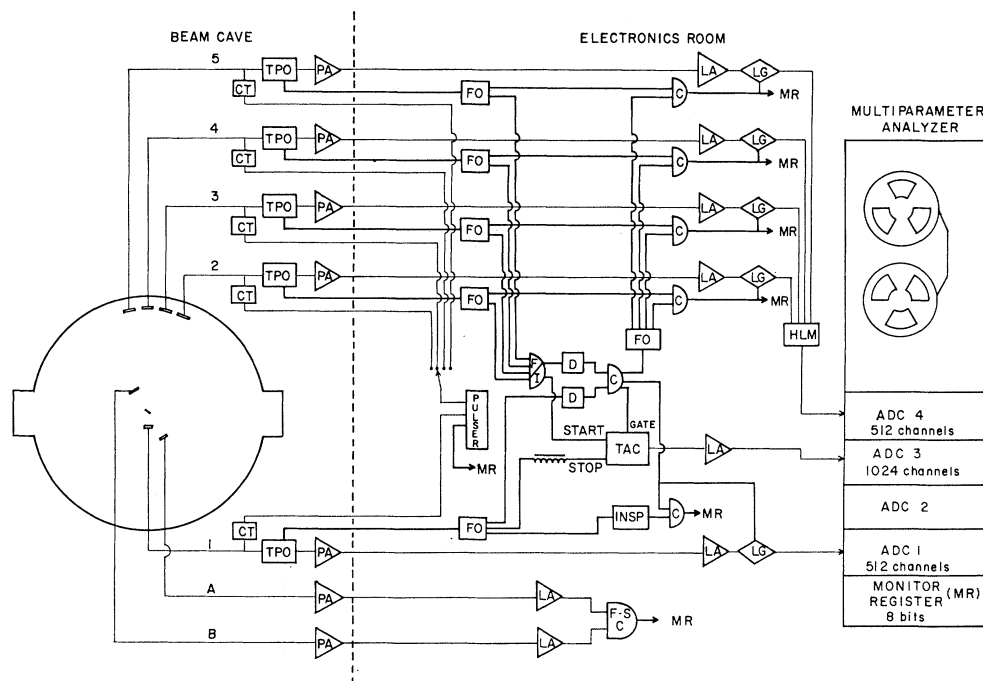 BEAM CAVE
ELECTRONICS ROOM
5
TPO
PA
LA
LG
CT
FO
C
MR
MULTIPARAMETER
ANALYZER
4
TPO
PA
LA
LG
CT
FO
C
MR
3
TPO
PA
LA
LG
CT
FO
C
MR
2
TPO
PA
LA
LG
CT
FO
C
MR
FO
HLM
F
I
D
C
D
PULSER
MR
START
GATE
TAC
STOP
LA
ADC 4
512 channels
ADC 3
1024 channels
ADC 2
CT
FO
INSP
C
MR
1
TPO
PA
LA
LG
ADC 1
512 channels
MONITOR
REGISTER (MR)
8 bits
A
PA
LA
F-S
C
MR
B
PA
LA